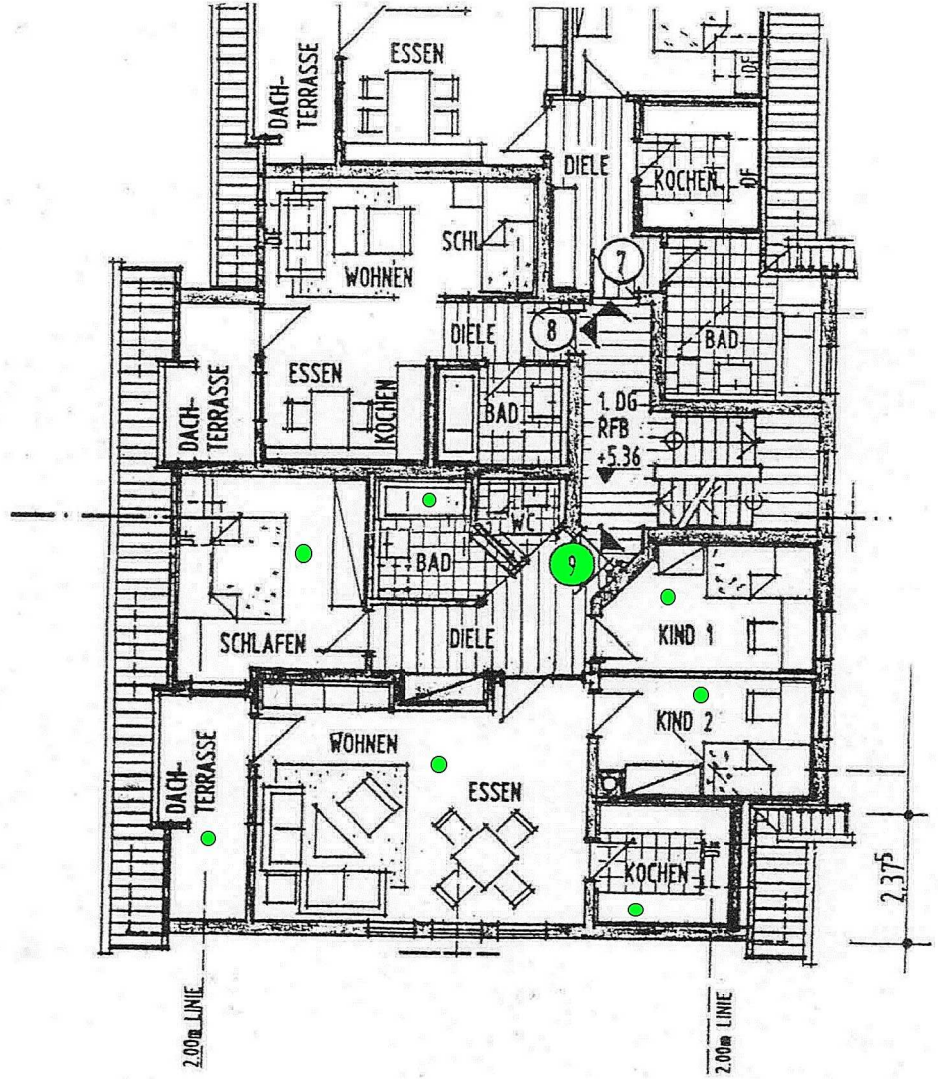 ESSEN
DACH-
TERRASSE
DF
DIELE
KOCHEN
DF
SCHL
WOHNEN
7
DIELE
8
BAD
ESSEN
KOCHEN
BAD
DACH-
TERRASSE
1. DG
RFB
+5.36
WC
BAD
9
SCHLAFEN
DIELE
KIND 1
KIND 2
WOHNEN
DACH-
TERRASSE
ESSEN
KOCHEN
2.37⁵
2.00m LINIE
2.00m LINIE